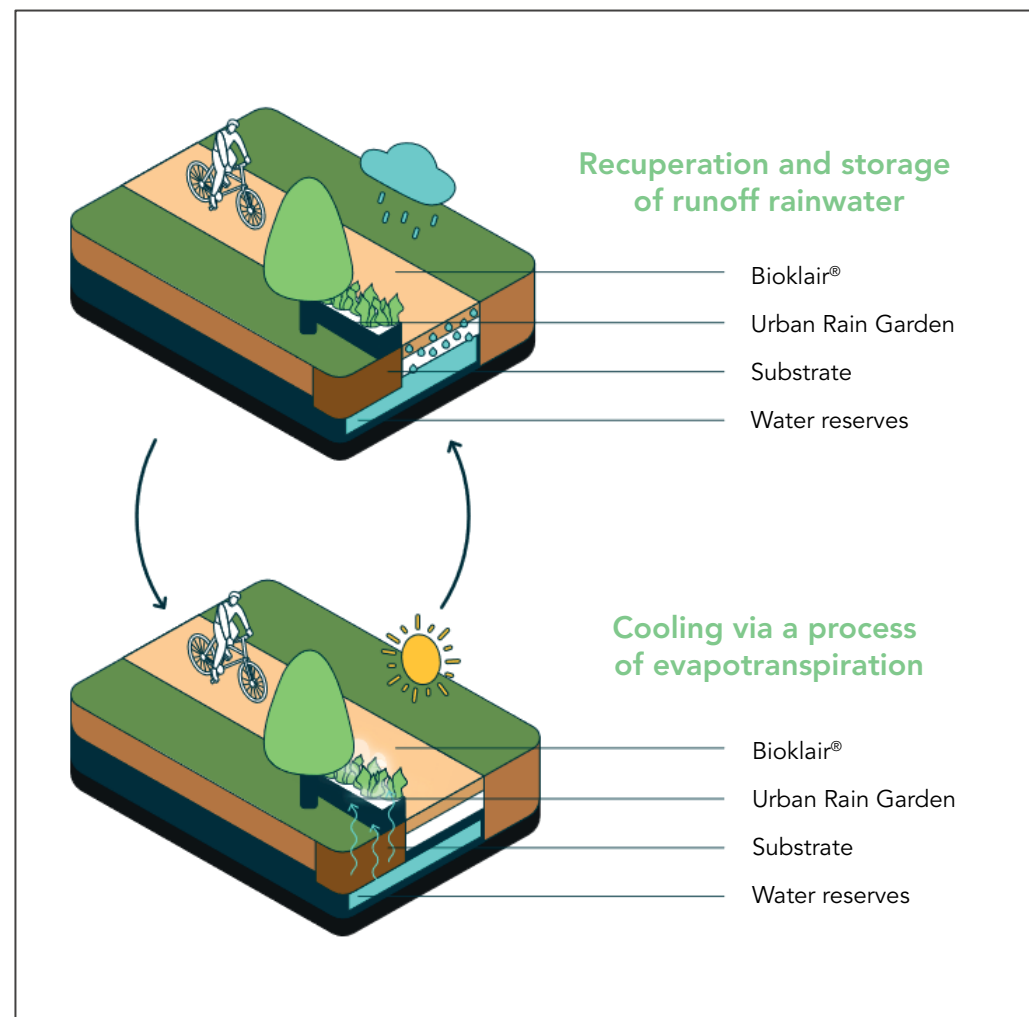 Recuperation and storage
of runoff rainwater
Bioklair®
Urban Rain Garden
Substrate
Water reserves
Cooling via a process
of evapotranspiration
Bioklair®
Urban Rain Garden
Substrate
Water reserves